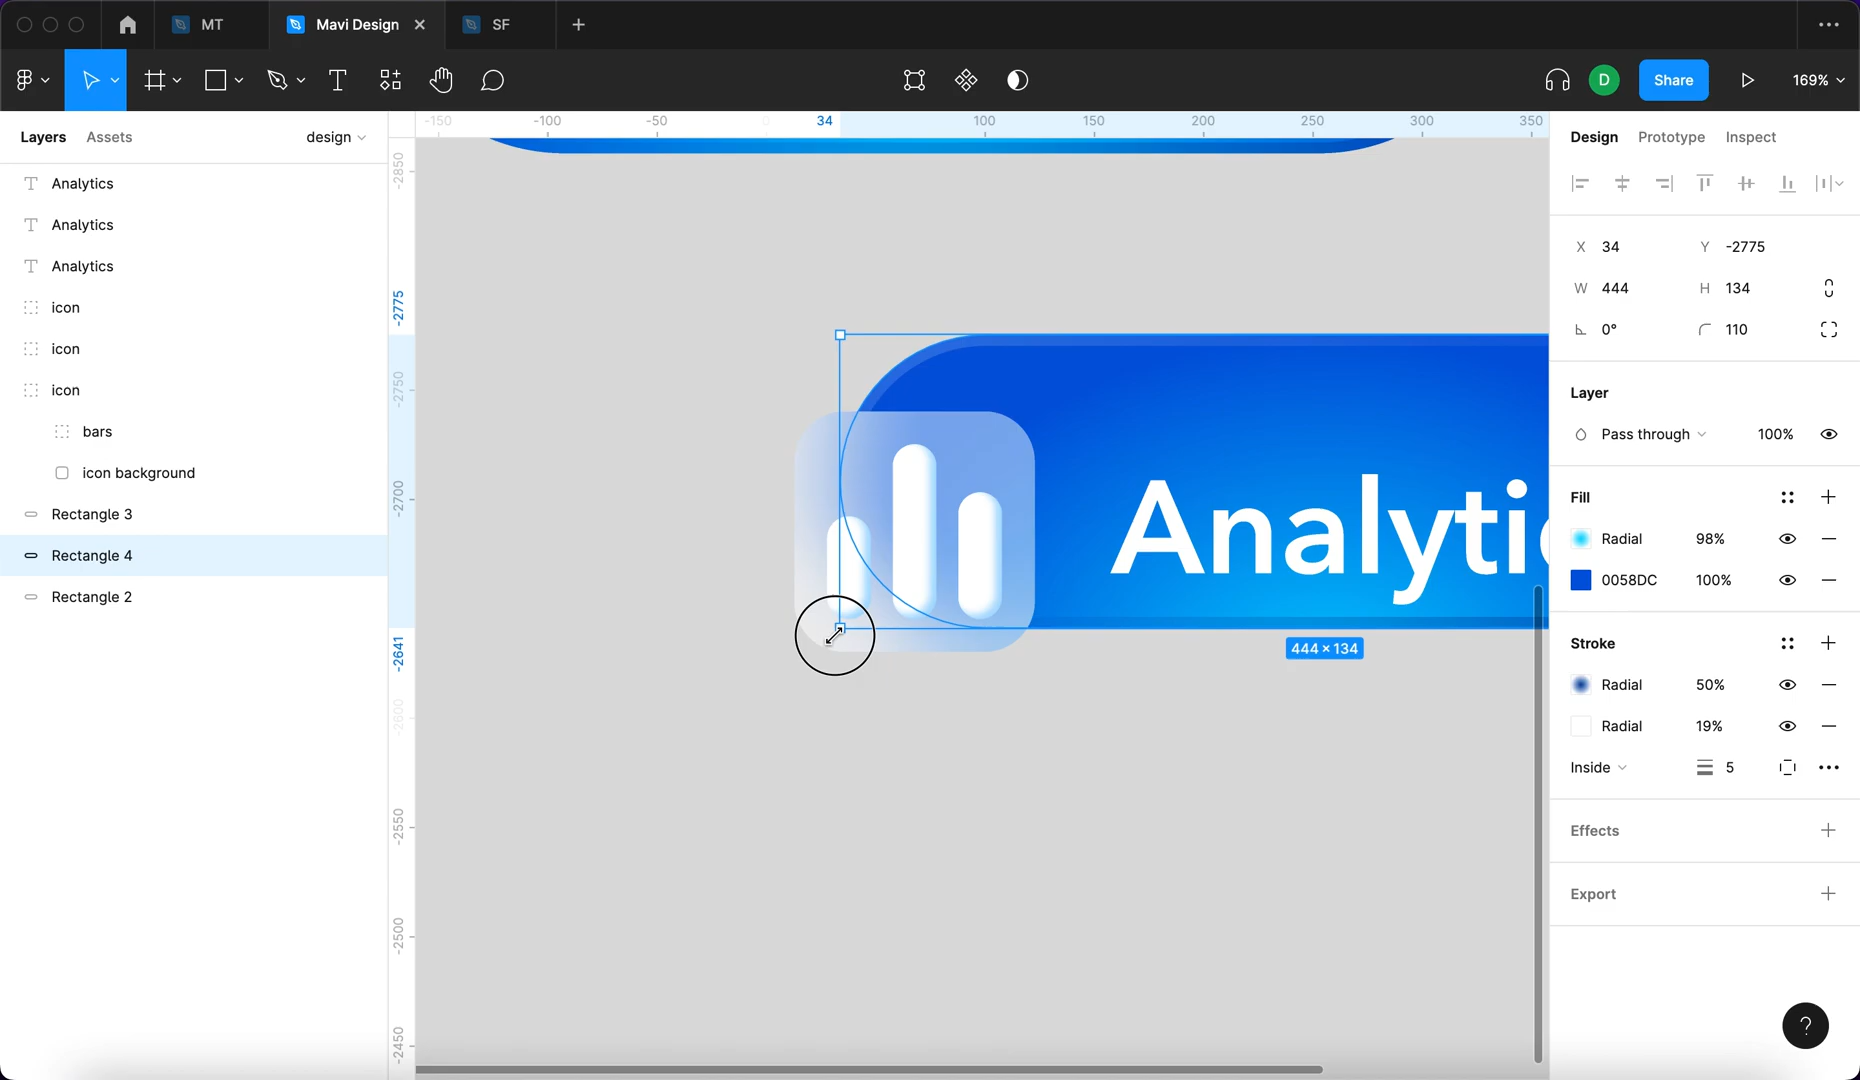 MT
Mavi Design
SF
D
Share
169%
Layers
Assets
design
Analytics
Analytics
Analytics
icon
icon
icon
bars
icon background
Rectangle 3
Rectangle 4
Rectangle 2
-150
-100
-50
0
34
100
150
200
250
300
350
-2850
-2775
-2750
-2700
-2641
-2600
-2550
-2500
-2450
444 × 134
Design
Prototype
Inspect
X 34
Y -2775
W 444
H 134
0°
110
Layer
Pass through
100%
Fill
Radial 98%
0058DC 100%
Stroke
Radial 50%
Radial 19%
Inside
5
Effects
Export
?